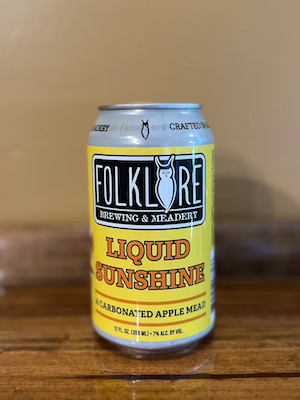 CRAFTED IN
FOLKLORE
BREWING & MEADERY
LIQUID
SUNSHINE
A CARBONATED APPLE MEAD
12 FL. OZ. (355 ML) • 7% ALC. BY VOL.